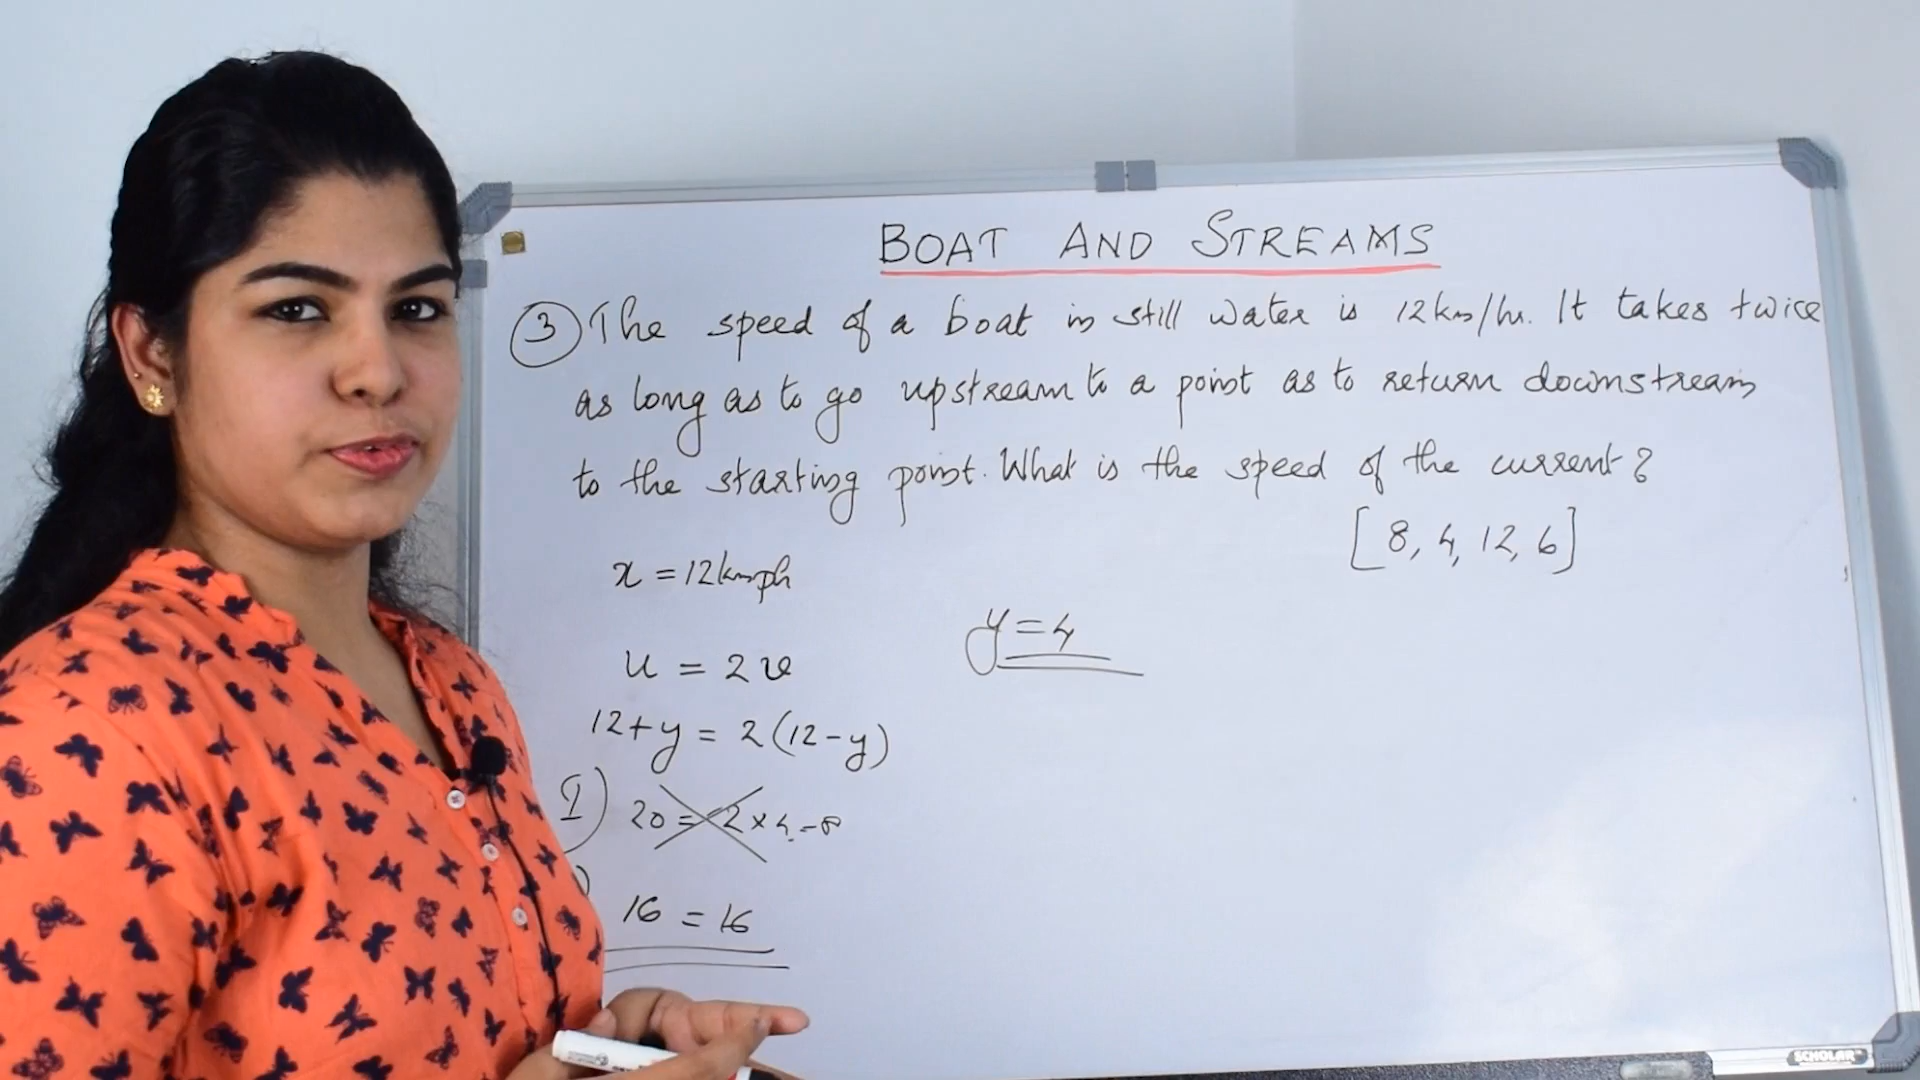 BOAT AND STREAMS
3 The speed of a boat in still water is 12km/hr. It takes twice
as long as to go upstream to a point as to return downstream
to the starting point. What is the speed of the current?
[8, 4, 12, 6]
x = 12kmph
y = 4
u = 2v
12+y = 2(12-y)
I) 20 = 2×4 = 8
) 16 = 16
SCHOLAR